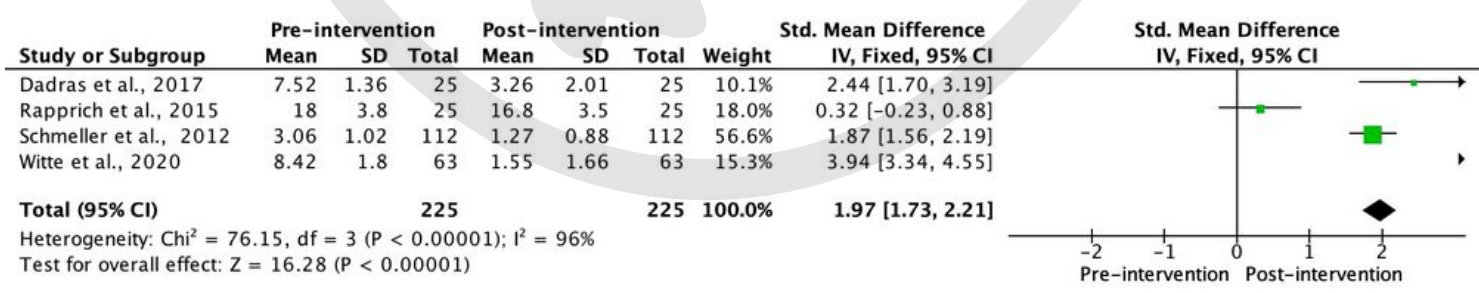 Pre-intervention Post-intervention Std. Mean Difference Std. Mean Difference
Study or Subgroup Mean SD Total Mean SD Total Weight IV, Fixed, 95% CI IV, Fixed, 95% CI
Dadras et al., 2017 7.52 1.36 25 3.26 2.01 25 10.1% 2.44 [1.70, 3.19]
Rapprich et al., 2015 18 3.8 25 16.8 3.5 25 18.0% 0.32 [-0.23, 0.88]
Schmeller et al., 2012 3.06 1.02 112 1.27 0.88 112 56.6% 1.87 [1.56, 2.19]
Witte et al., 2020 8.42 1.8 63 1.55 1.66 63 15.3% 3.94 [3.34, 4.55]
Total (95% CI) 225 225 100.0% 1.97 [1.73, 2.21]
Heterogeneity: Chi² = 76.15, df = 3 (P < 0.00001); I² = 96%
Test for overall effect: Z = 16.28 (P < 0.00001)
-2 -1 0 1 2
Pre-intervention Post-intervention